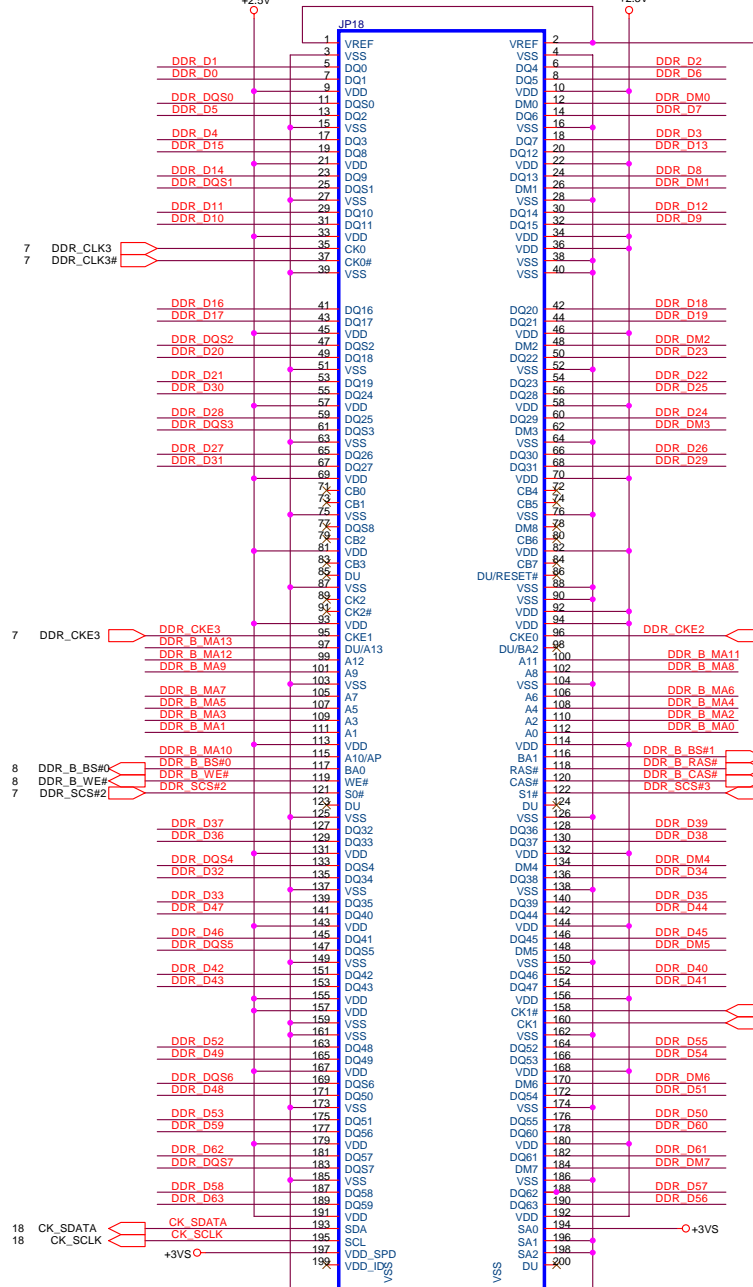 +2.5V
JP18
1 VREF VREF 2
3 VSS VSS 4
DDR_D1 5 DQ0 DQ4 6 DDR_D2
DDR_D0 7 DQ1 DQ5 8 DDR_D6
9 VDD VDD 10
DDR_DQS0 11 DQS0 DM0 12 DDR_DM0
DDR_D5 13 DQ2 DQ6 14 DDR_D7
15 VSS VSS 16
DDR_D4 17 DQ3 DQ7 18 DDR_D3
DDR_D15 19 DQ8 DQ12 20 DDR_D13
21 VDD VDD 22
DDR_D14 23 DQ9 DQ13 24 DDR_D8
DDR_DQS1 25 DQS1 DM1 26 DDR_DM1
27 VSS VSS 28
DDR_D11 29 DQ10 DQ14 30 DDR_D12
DDR_D10 31 DQ11 DQ15 32 DDR_D9
33 VDD VDD 34
7 DDR_CLK3 35 CK0 VDD 36
7 DDR_CLK3# 37 CK0# VSS 38
39 VSS VSS 40
DDR_D16 41 DQ16 DQ20 42 DDR_D18
DDR_D17 43 DQ17 DQ21 44 DDR_D19
45 VDD VDD 46
DDR_DQS2 47 DQS2 DM2 48 DDR_DM2
DDR_D20 49 DQ18 DQ22 50 DDR_D23
51 VSS VSS 52
DDR_D21 53 DQ19 DQ23 54 DDR_D22
DDR_D30 55 DQ24 DQ28 56 DDR_D25
57 VDD VDD 58
DDR_D28 59 DQ25 DQ29 60 DDR_D24
DDR_DQS3 61 DQS3 DM3 62 DDR_DM3
63 VSS VSS 64
DDR_D27 65 DQ26 DQ30 66 DDR_D26
DDR_D31 67 DQ27 DQ31 68 DDR_D29
69 VDD VDD 70
71 CB0 CB4 72
73 CB1 CB5 74
75 VSS VSS 76
77 DQS8 DM8 78
79 CB2 CB6 80
81 VDD VDD 82
83 CB3 CB7 84
85 DU DU/RESET# 86
87 VSS VSS 88
89 CK2 VSS 90
91 CK2# VDD 92
93 VDD VDD 94
7 DDR_CKE3 DDR_CKE3 95 CKE1 CKE0 96 DDR_CKE2
DDR_B_MA13 97 DU/A13 DU/BA2 98
DDR_B_MA12 99 A12 A11 100 DDR_B_MA11
DDR_B_MA9 101 A9 A8 102 DDR_B_MA8
103 VSS VSS 104
DDR_B_MA7 105 A7 A6 106 DDR_B_MA6
DDR_B_MA5 107 A5 A4 108 DDR_B_MA4
DDR_B_MA3 109 A3 A2 110 DDR_B_MA2
DDR_B_MA1 111 A1 A0 112 DDR_B_MA0
113 VDD VDD 114
DDR_B_MA10 115 A10/AP BA1 116 DDR_B_BS#1
8 DDR_B_BS#0 DDR_B_BS#0 117 BA0 RAS# 118 DDR_B_RAS#
8 DDR_B_WE# DDR_B_WE# 119 WE# CAS# 120 DDR_B_CAS#
7 DDR_SCS#2 DDR_SCS#2 121 S0# S1# 122 DDR_SCS#3
123 DU DU 124
125 VSS VSS 126
DDR_D37 127 DQ32 DQ36 128 DDR_D39
DDR_D36 129 DQ33 DQ37 130 DDR_D38
131 VDD VDD 132
DDR_DQS4 133 DQS4 DM4 134 DDR_DM4
DDR_D32 135 DQ34 DQ38 136 DDR_D34
137 VSS VSS 138
DDR_D33 139 DQ35 DQ39 140 DDR_D35
DDR_D47 141 DQ40 DQ44 142 DDR_D44
143 VDD VDD 144
DDR_D46 145 DQ41 DQ45 146 DDR_D45
DDR_DQS5 147 DQS5 DM5 148 DDR_DM5
149 VSS VSS 150
DDR_D42 151 DQ42 DQ46 152 DDR_D40
DDR_D43 153 DQ43 DQ47 154 DDR_D41
155 VDD VDD 156
157 VDD CK1# 158
159 VSS CK1 160
161 VSS VSS 162
DDR_D52 163 DQ48 DQ52 164 DDR_D55
DDR_D49 165 DQ49 DQ53 166 DDR_D54
167 VDD VDD 168
DDR_DQS6 169 DQS6 DM6 170 DDR_DM6
DDR_D48 171 DQ50 DQ54 172 DDR_D51
173 VSS VSS 174
DDR_D53 175 DQ51 DQ55 176 DDR_D50
DDR_D59 177 DQ56 DQ60 178 DDR_D60
179 VDD VDD 180
DDR_D62 181 DQ57 DQ61 182 DDR_D61
DDR_DQS7 183 DQS7 DM7 184 DDR_DM7
185 VSS VSS 186
DDR_D58 187 DQ58 DQ62 188 DDR_D57
DDR_D63 189 DQ59 DQ63 190 DDR_D56
191 VDD VDD 192
18 CK_SDATA CK_SDATA 193 SDA SA0 194 +3VS
18 CK_SCLK CK_SCLK 195 SCL SA1 196
+3VS 197 VDD_SPD SA2 198
199 VDD_ID DU 200
VSS VSS